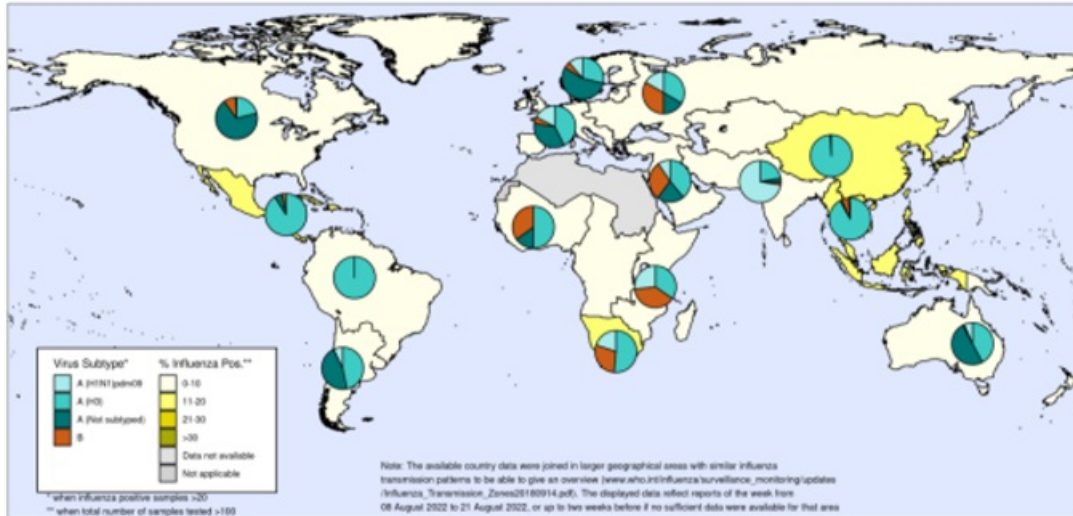 Virus Subtype*
A (H1N1)pdm09
A (H3)
A (Not subtyped)
B
% Influenza Pos.**
0-10
11-20
21-30
>30
Data not available
Not applicable
* when influenza positive samples >20
** when total number of samples tested >100
Note: The available country data were joined in larger geographical areas with similar influenza
transmission patterns to be able to give an overview (www.who.int/influenza/surveillance_monitoring/updates
/Influenza_Transmission_Zones20180914.pdf). The displayed data reflect reports of the week from
08 August 2022 to 21 August 2022, or up to two weeks before if no sufficient data were available for that area